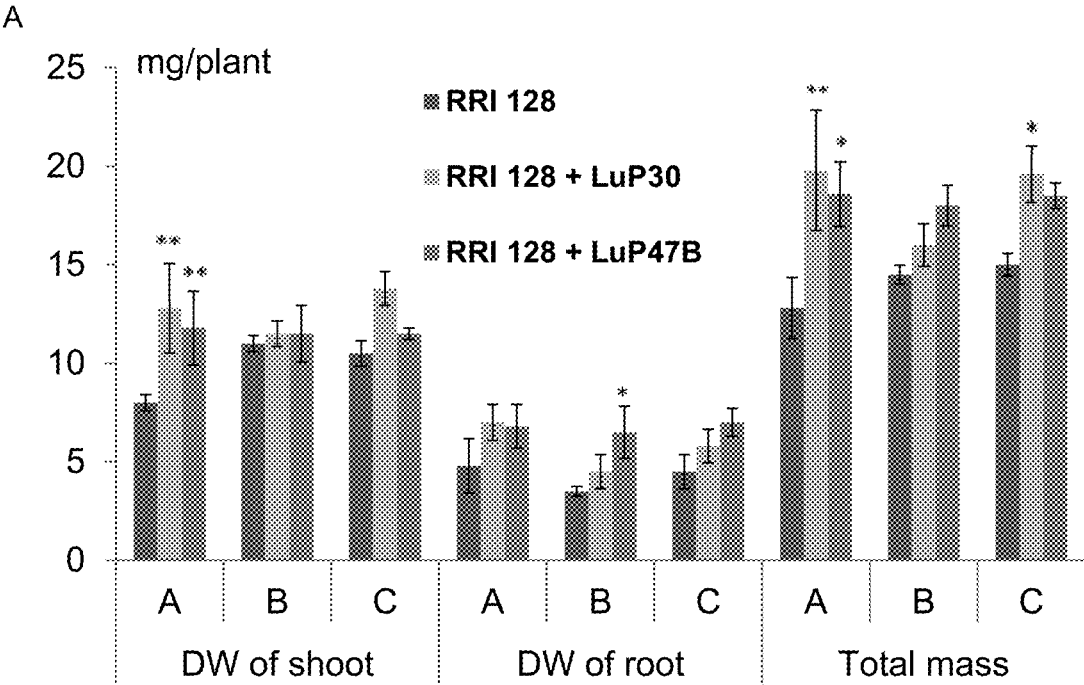 A
mg/plant
25
20
15
10
5
0
RRI 128
RRI 128 + LuP30
RRI 128 + LuP47B
** ** * ** * *
A B C A B C A B C
DW of shoot DW of root Total mass